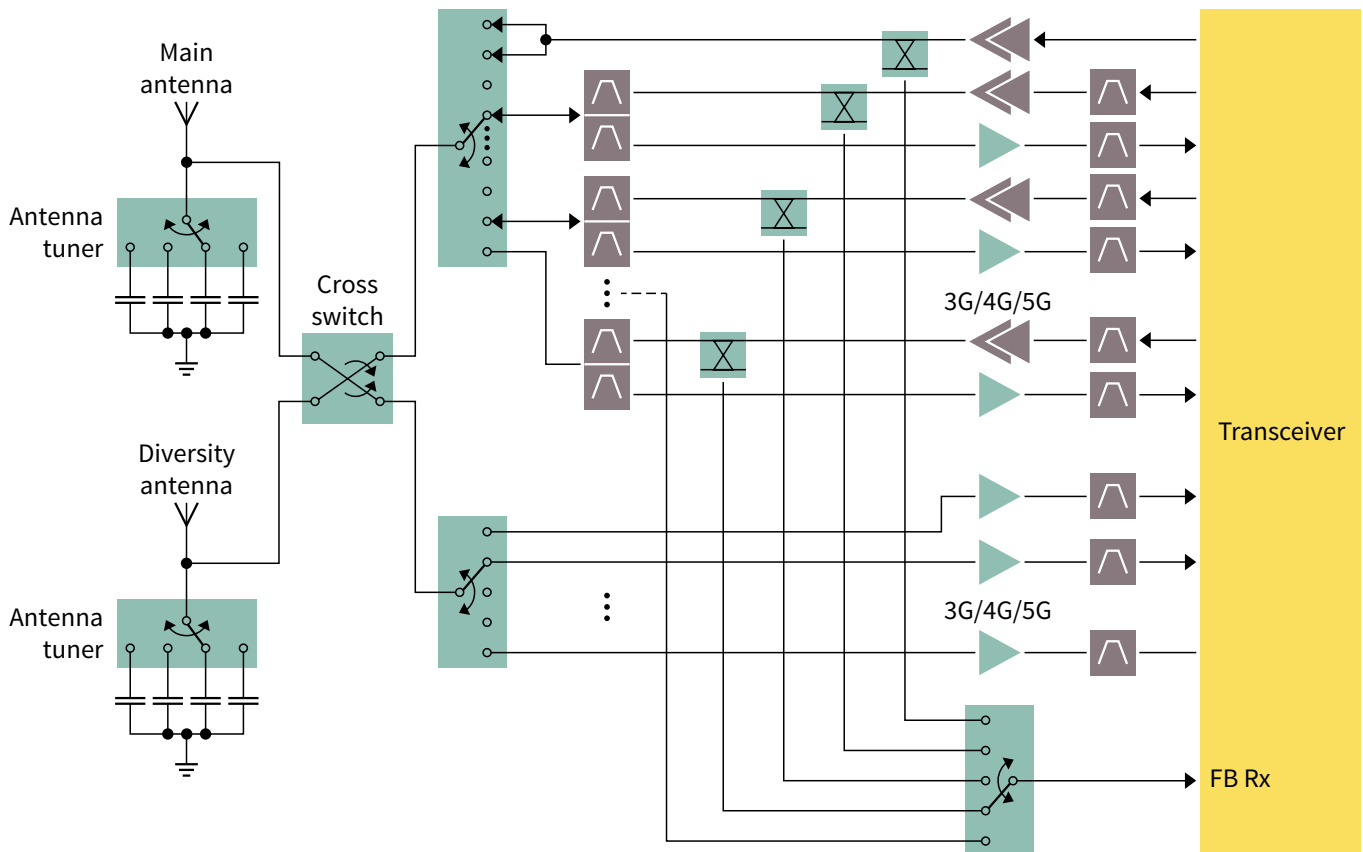 Main
antenna
Antenna
tuner
Cross
switch
3G/4G/5G
Transceiver
Diversity
antenna
Antenna
tuner
3G/4G/5G
FB Rx